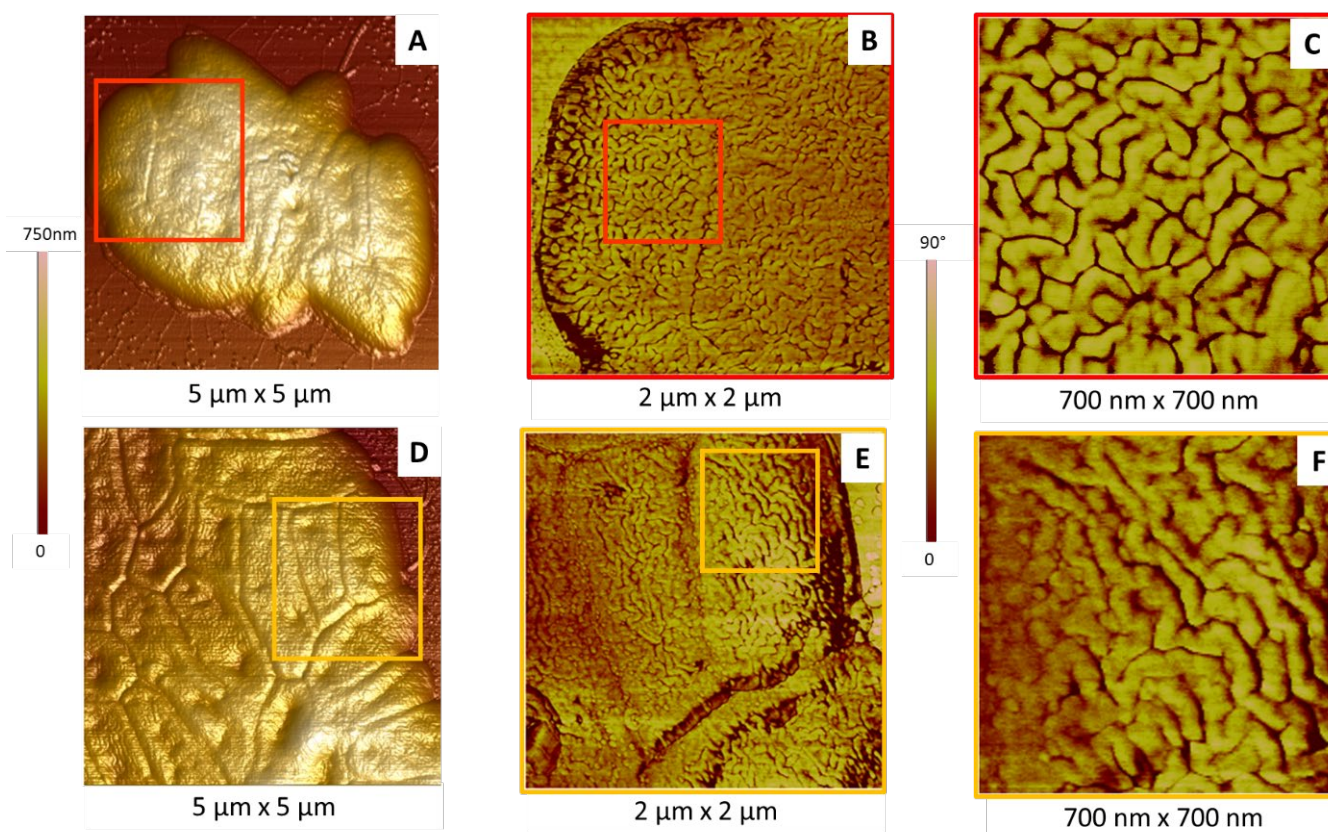 A
B
C
750nm
0
90°
0
5 µm x 5 µm
2 µm x 2 µm
700 nm x 700 nm
D
E
F
5 µm x 5 µm
2 µm x 2 µm
700 nm x 700 nm